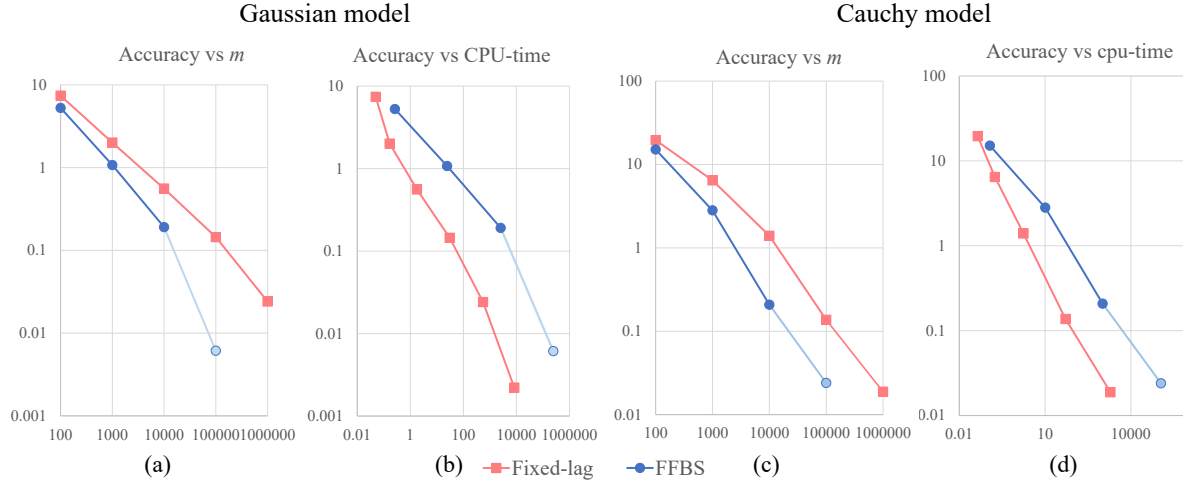 Gaussian model
Cauchy model
Accuracy vs m
Accuracy vs CPU-time
Accuracy vs m
Accuracy vs cpu-time
10
1
0.1
0.01
0.001
100 1000 10000 100000 1000000
10
1
0.1
0.01
0.001
0.01 1 100 10000 1000000
100
10
1
0.1
0.01
100 1000 10000 100000 1000000
100
10
1
0.1
0.01
0.01 10 10000
(a)
(b)
(c)
(d)
Fixed-lag
FFBS